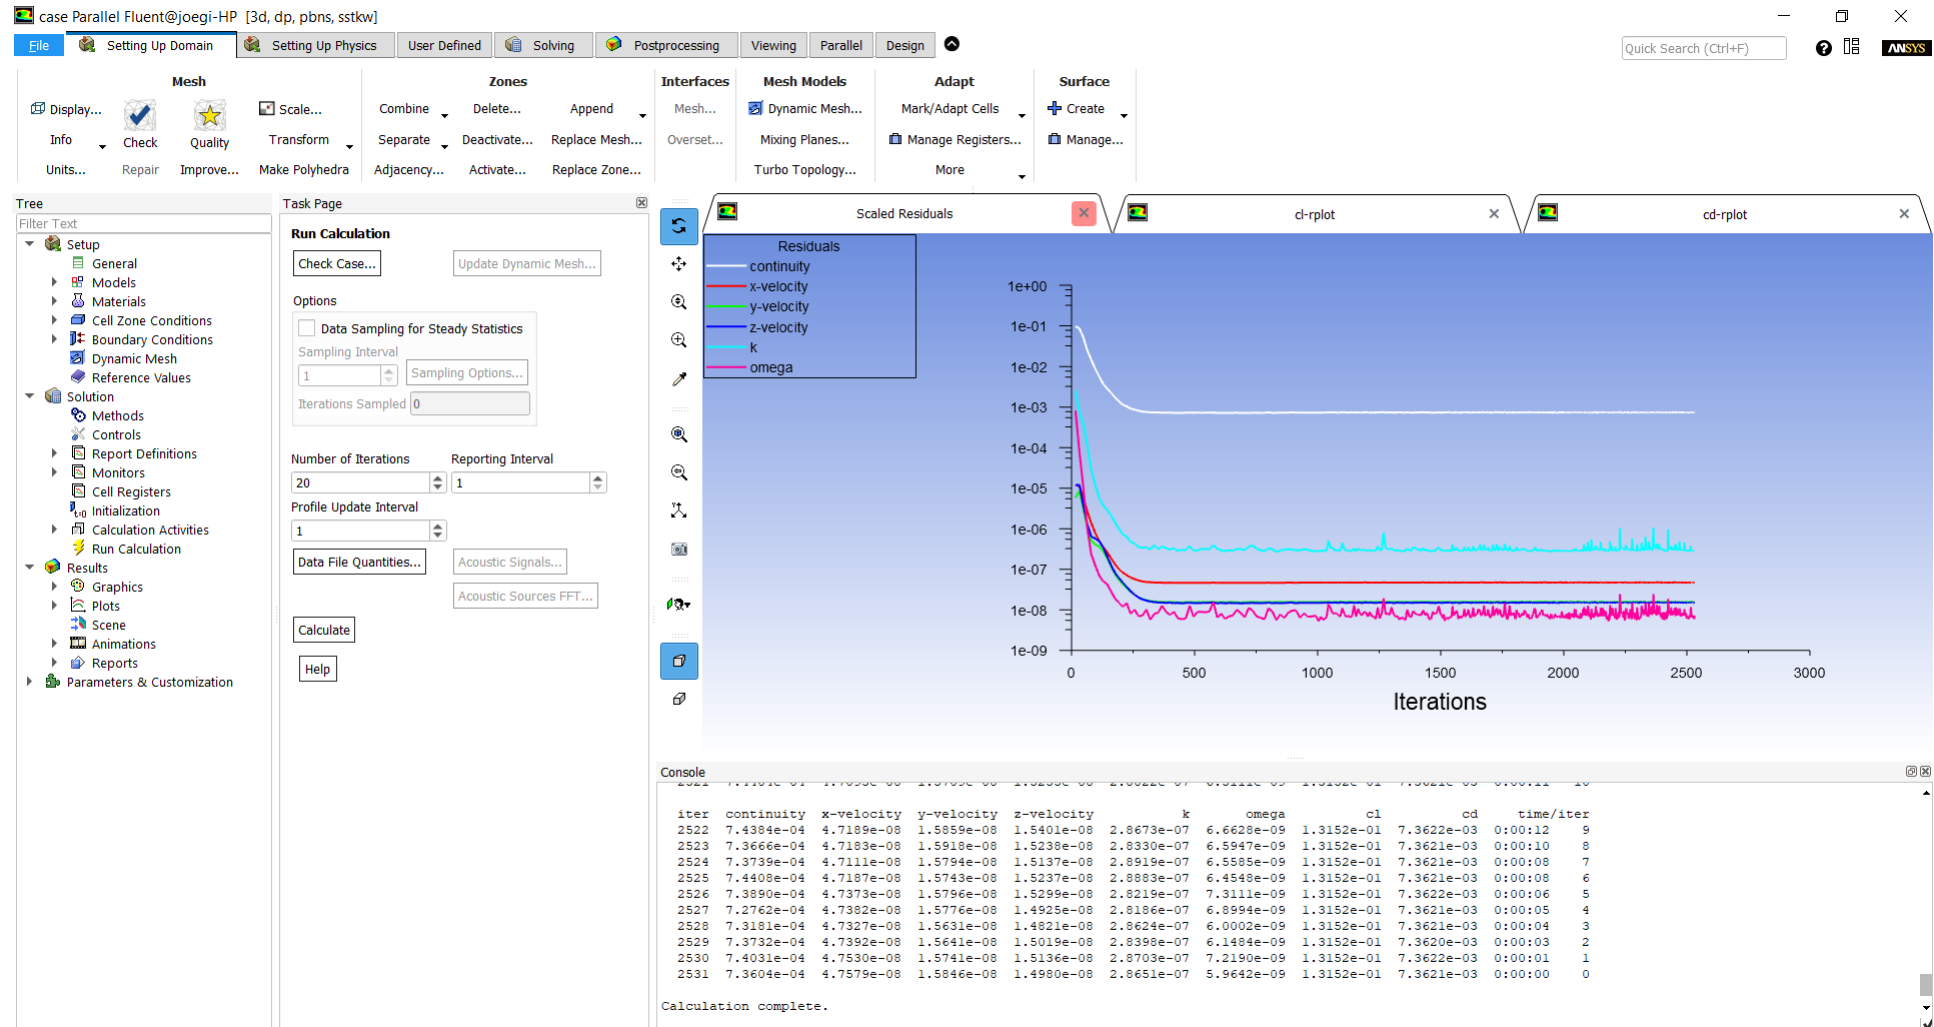 case Parallel Fluent@joegi-HP [3d, dp, pbns, sstkw]
File Setting Up Domain Setting Up Physics User Defined Solving Postprocessing Viewing Parallel Design Quick Search (Ctrl+F) ANSYS
Mesh Zones Interfaces Mesh Models Adapt Surface
Display... Scale... Combine Delete... Append Mesh... Dynamic Mesh... Mark/Adapt Cells Create
Info Check Quality Transform Separate Deactivate... Replace Mesh... Overset... Mixing Planes... Manage Registers... Manage...
Units... Repair Improve... Make Polyhedra Adjacency... Activate... Replace Zone... Turbo Topology... More
Tree
Filter Text
Setup
General
Models
Materials
Cell Zone Conditions
Boundary Conditions
Dynamic Mesh
Reference Values
Solution
Methods
Controls
Report Definitions
Monitors
Cell Registers
Initialization
Calculation Activities
Run Calculation
Results
Graphics
Plots
Scene
Animations
Reports
Parameters & Customization
Task Page
Run Calculation
Check Case... Update Dynamic Mesh...
Options
Data Sampling for Steady Statistics
Sampling Interval
1 Sampling Options...
Iterations Sampled 0
Number of Iterations Reporting Interval
20 1
Profile Update Interval
1
Data File Quantities... Acoustic Signals...
Acoustic Sources FFT...
Calculate
Help
Scaled Residuals cl-rplot cd-rplot
Residuals
continuity
x-velocity
y-velocity
z-velocity
k
omega
1e+00
1e-01
1e-02
1e-03
1e-04
1e-05
1e-06
1e-07
1e-08
1e-09
0 500 1000 1500 2000 2500 3000
Iterations
Console
iter continuity x-velocity y-velocity z-velocity k omega cl cd time/iter
2522 7.4384e-04 4.7189e-08 1.5859e-08 1.5401e-08 2.8673e-07 6.6628e-09 1.3152e-01 7.3622e-03 0:00:12 9
2523 7.3666e-04 4.7183e-08 1.5918e-08 1.5238e-08 2.8330e-07 6.5947e-09 1.3152e-01 7.3621e-03 0:00:10 8
2524 7.3739e-04 4.7111e-08 1.5794e-08 1.5137e-08 2.8919e-07 6.5585e-09 1.3152e-01 7.3621e-03 0:00:08 7
2525 7.4408e-04 4.7187e-08 1.5743e-08 1.5237e-08 2.8883e-07 6.4548e-09 1.3152e-01 7.3621e-03 0:00:08 6
2526 7.3890e-04 4.7373e-08 1.5796e-08 1.5299e-08 2.8219e-07 7.3111e-09 1.3152e-01 7.3622e-03 0:00:06 5
2527 7.2762e-04 4.7382e-08 1.5776e-08 1.4925e-08 2.8186e-07 6.8994e-09 1.3152e-01 7.3621e-03 0:00:05 4
2528 7.3181e-04 4.7327e-08 1.5631e-08 1.4821e-08 2.8624e-07 6.0002e-09 1.3152e-01 7.3621e-03 0:00:04 3
2529 7.3732e-04 4.7392e-08 1.5641e-08 1.5019e-08 2.8398e-07 6.1484e-09 1.3152e-01 7.3620e-03 0:00:03 2
2530 7.4031e-04 4.7530e-08 1.5741e-08 1.5136e-08 2.8703e-07 7.2190e-09 1.3152e-01 7.3621e-03 0:00:01 1
2531 7.3604e-04 4.7579e-08 1.5846e-08 1.4980e-08 2.8651e-07 5.9642e-09 1.3152e-01 7.3621e-03 0:00:00 0
Calculation complete.